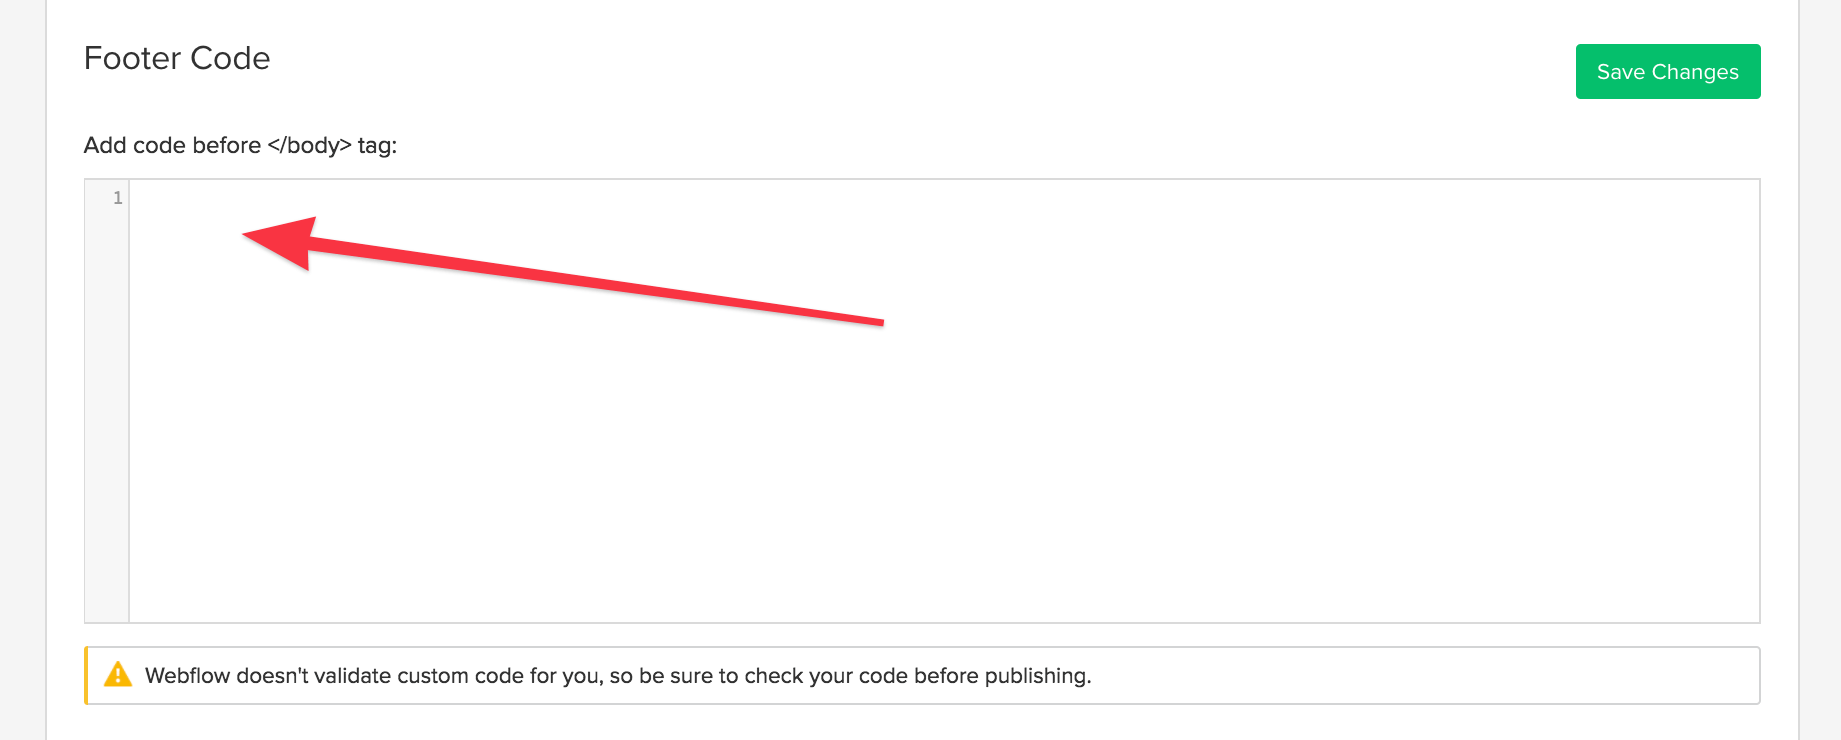 Footer Code
Save Changes
Add code before </body> tag:
1
Webflow doesn't validate custom code for you, so be sure to check your code before publishing.